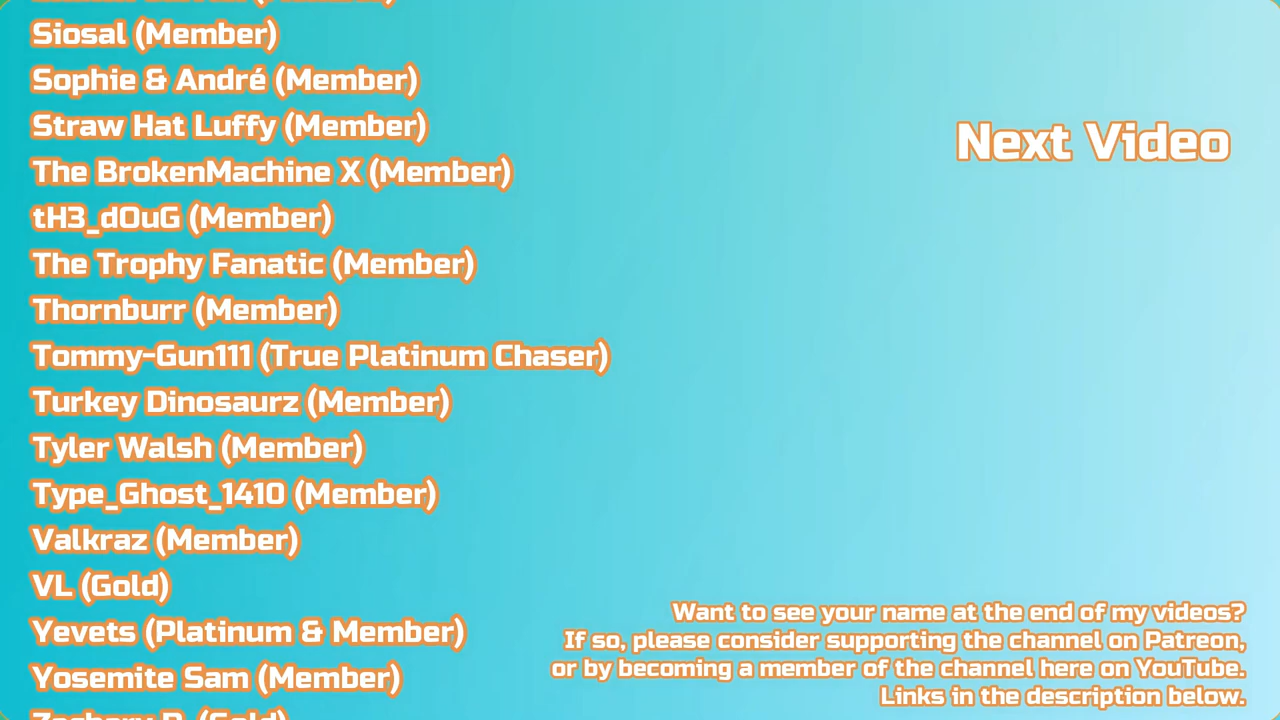 Siosal (Member)
Sophie & André (Member)
Straw Hat Luffy (Member)
The BrokenMachine X (Member)
tH3_dOuG (Member)
The Trophy Fanatic (Member)
Thornburr (Member)
Tommy-Gun111 (True Platinum Chaser)
Turkey Dinosaurz (Member)
Tyler Walsh (Member)
Type_Ghost_1410 (Member)
Valkraz (Member)
VL (Gold)
Yevets (Platinum & Member)
Yosemite Sam (Member)
Next Video
Want to see your name at the end of my videos?
If so, please consider supporting the channel on Patreon,
or by becoming a member of the channel here on YouTube.
Links in the description below.